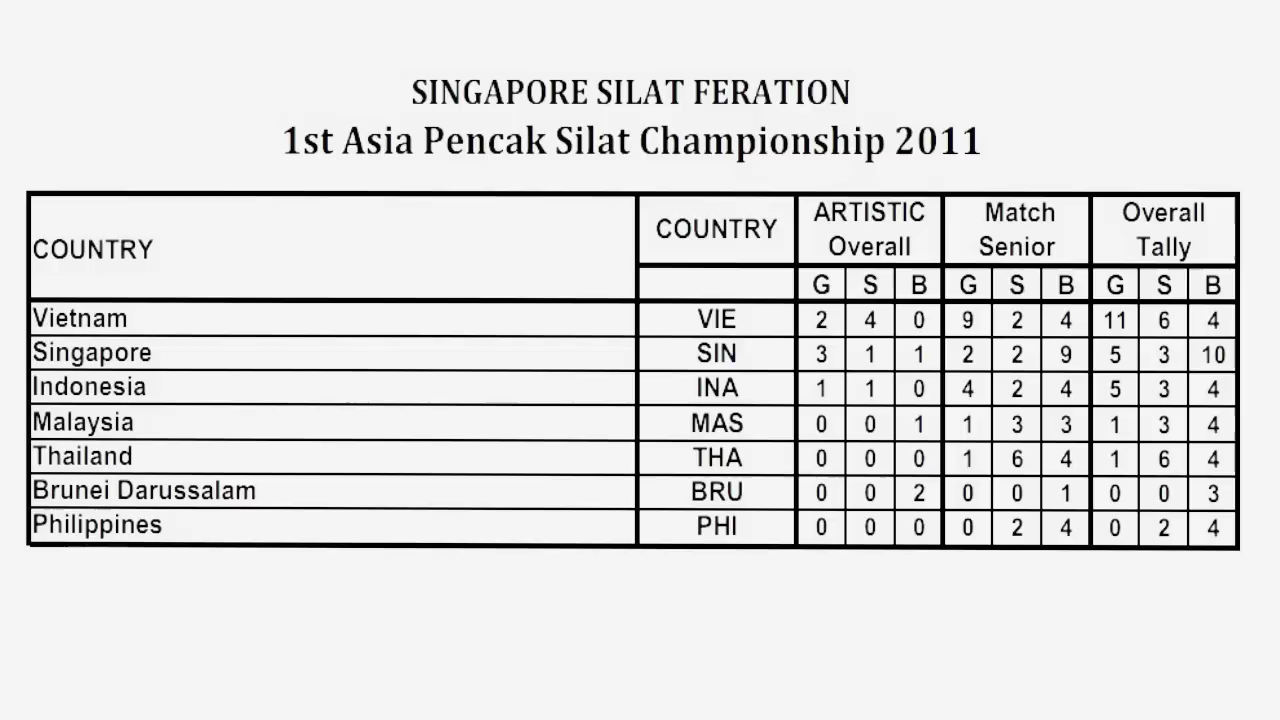 SINGAPORE SILAT FERATION
1st Asia Pencak Silat Championship 2011
COUNTRY COUNTRY ARTISTIC Overall Match Senior Overall Tally
G S B G S B G S B
Vietnam VIE 2 4 0 9 2 4 11 6 4
Singapore SIN 3 1 1 2 2 9 5 3 10
Indonesia INA 1 1 0 4 2 4 5 3 4
Malaysia MAS 0 0 1 1 3 3 1 3 4
Thailand THA 0 0 0 1 6 4 1 6 4
Brunei Darussalam BRU 0 0 2 0 0 1 0 0 3
Philippines PHI 0 0 0 0 2 4 0 2 4